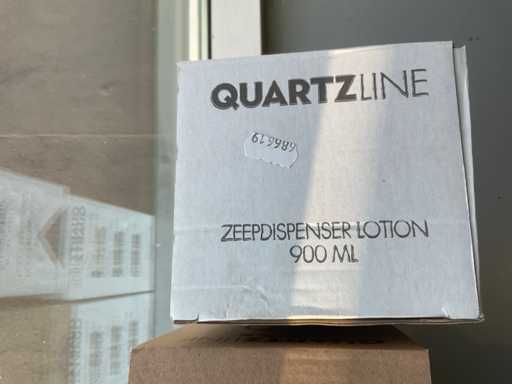 QUARTZLINE
686619
ZEEPDISPENSER LOTION
900 ML